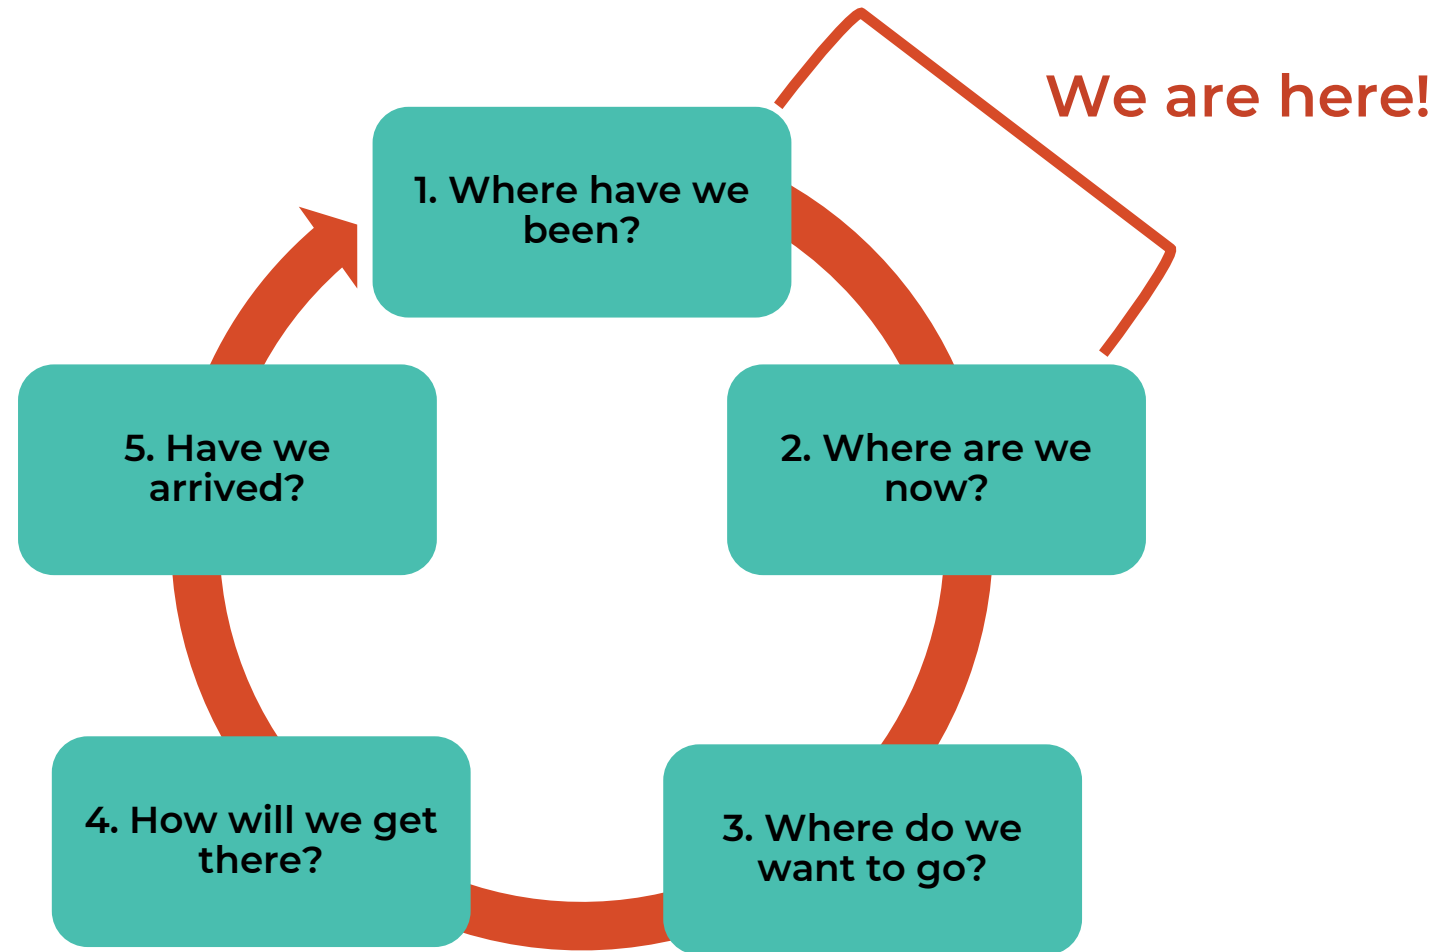 We are here!
1. Where have we
been?
2. Where are we
now?
3. Where do we
want to go?
4. How will we get
there?
5. Have we
arrived?